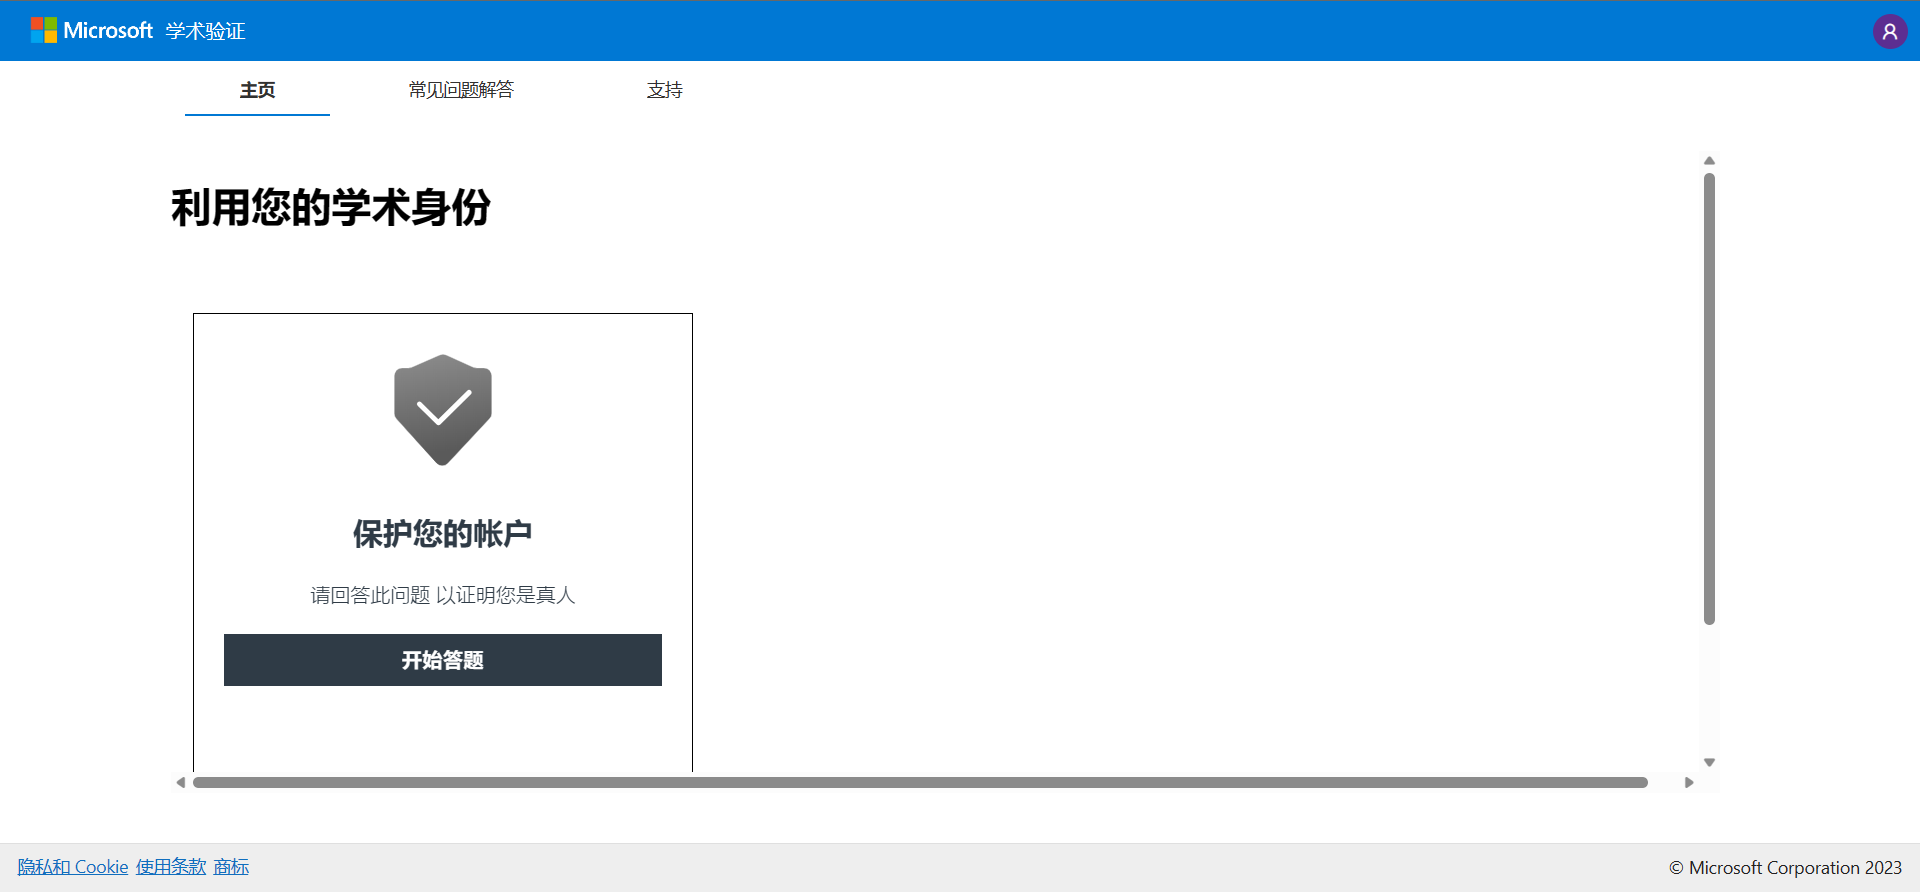 Microsoft 学术验证
主页 常见问题解答 支持
利用您的学术身份
保护您的帐户
请回答此问题 以证明您是真人
开始答题
隐私和 Cookie 使用条款 商标 © Microsoft Corporation 2023